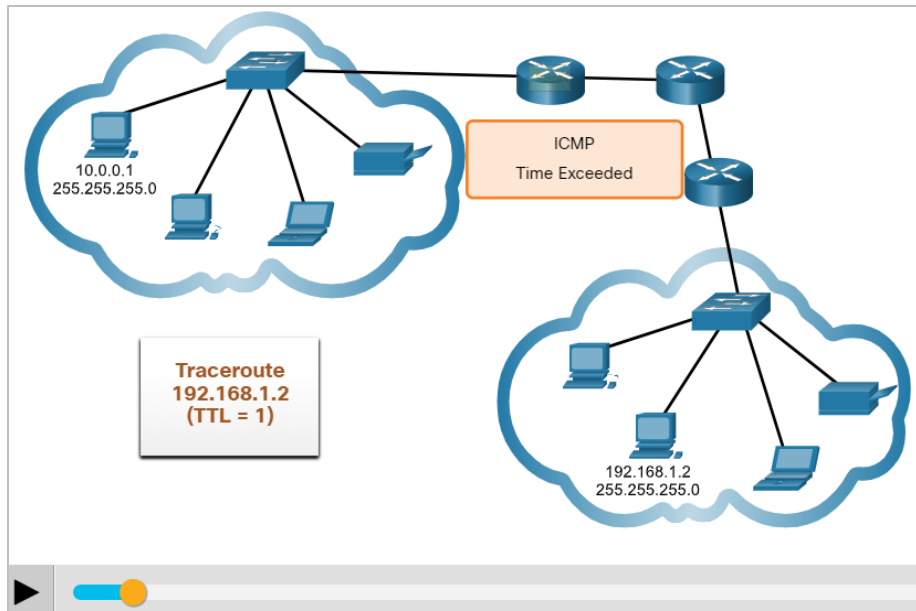 ICMP
Time Exceeded
10.0.0.1
255.255.255.0
Traceroute
192.168.1.2
(TTL = 1)
192.168.1.2
255.255.255.0